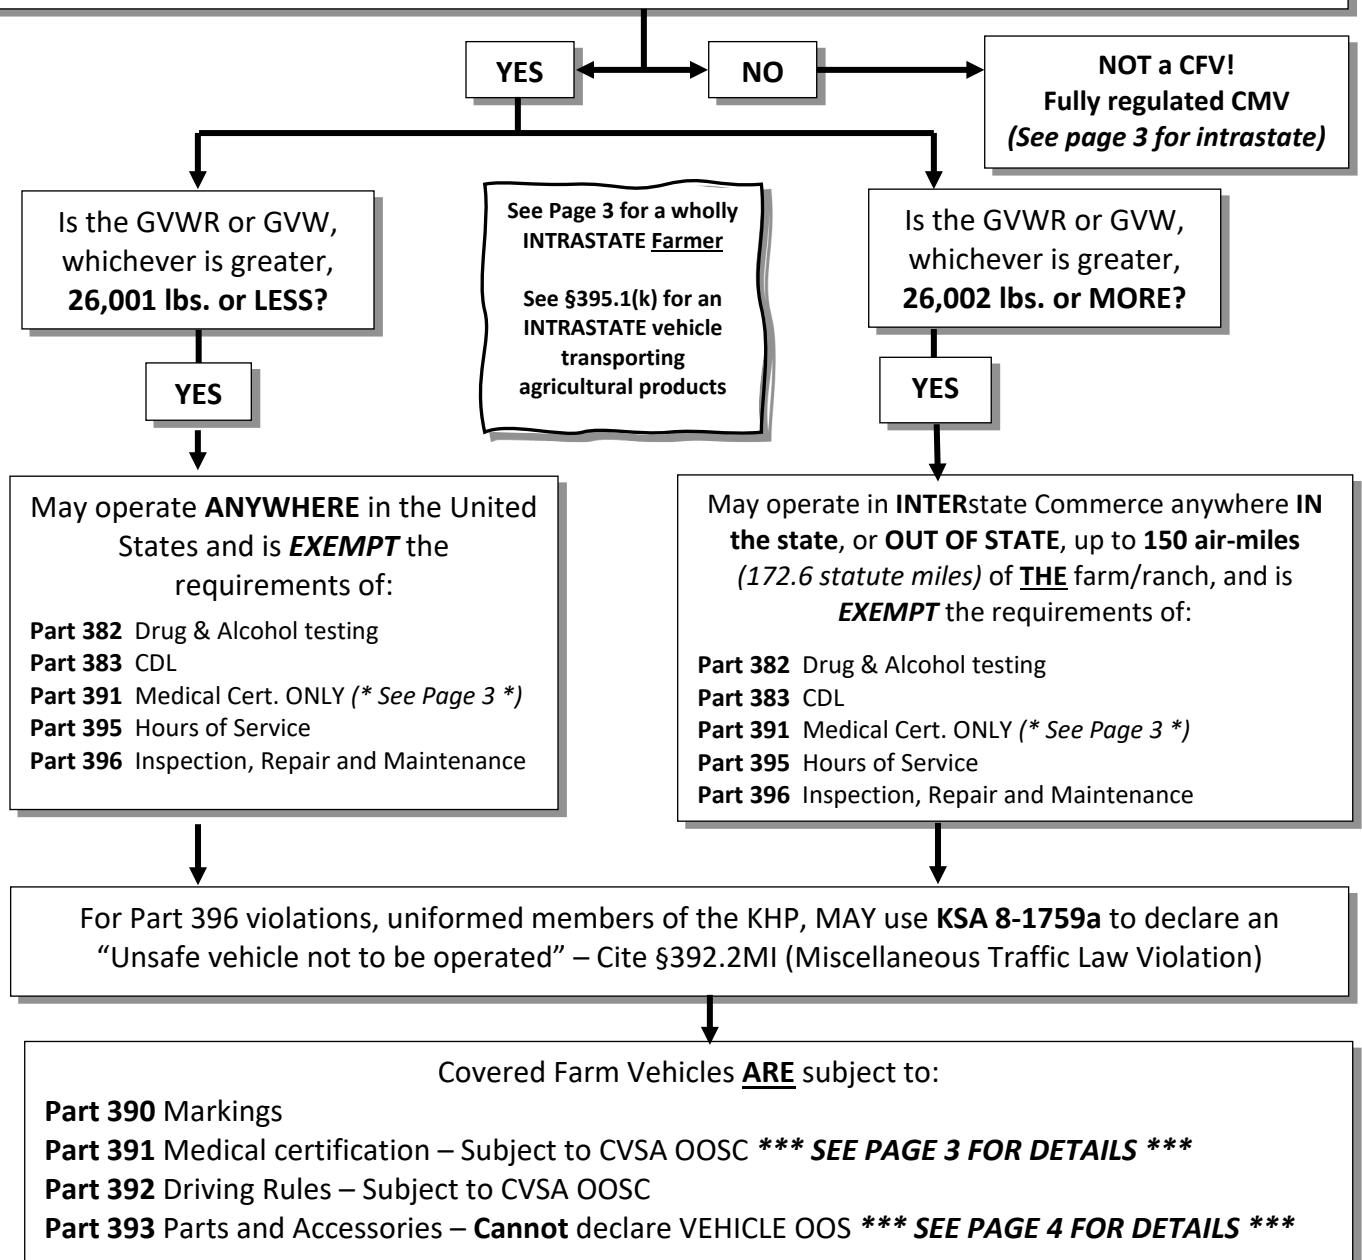 YES
NO
NOT a CFV!
Fully regulated CMV
(See page 3 for intrastate)
Is the GVWR or GVW,
whichever is greater,
26,001 lbs. or LESS?
See Page 3 for a wholly
INTRASTATE Farmer
See §395.1(k) for an
INTRASTATE vehicle
transporting
agricultural products
Is the GVWR or GVW,
whichever is greater,
26,002 lbs. or MORE?
YES
YES
May operate ANYWHERE in the United
States and is EXEMPT the
requirements of:
Part 382 Drug & Alcohol testing
Part 383 CDL
Part 391 Medical Cert. ONLY (* See Page 3 *)
Part 395 Hours of Service
Part 396 Inspection, Repair and Maintenance
May operate in INTERstate Commerce anywhere IN
the state, or OUT OF STATE, up to 150 air-miles
(172.6 statute miles) of THE farm/ranch, and is
EXEMPT the requirements of:
Part 382 Drug & Alcohol testing
Part 383 CDL
Part 391 Medical Cert. ONLY (* See Page 3 *)
Part 395 Hours of Service
Part 396 Inspection, Repair and Maintenance
For Part 396 violations, uniformed members of the KHP, MAY use KSA 8-1759a to declare an
“Unsafe vehicle not to be operated” – Cite §392.2MI (Miscellaneous Traffic Law Violation)
Covered Farm Vehicles ARE subject to:
Part 390 Markings
Part 391 Medical certification – Subject to CVSA OOSC *** SEE PAGE 3 FOR DETAILS ***
Part 392 Driving Rules – Subject to CVSA OOSC
Part 393 Parts and Accessories – Cannot declare VEHICLE OOS *** SEE PAGE 4 FOR DETAILS ***